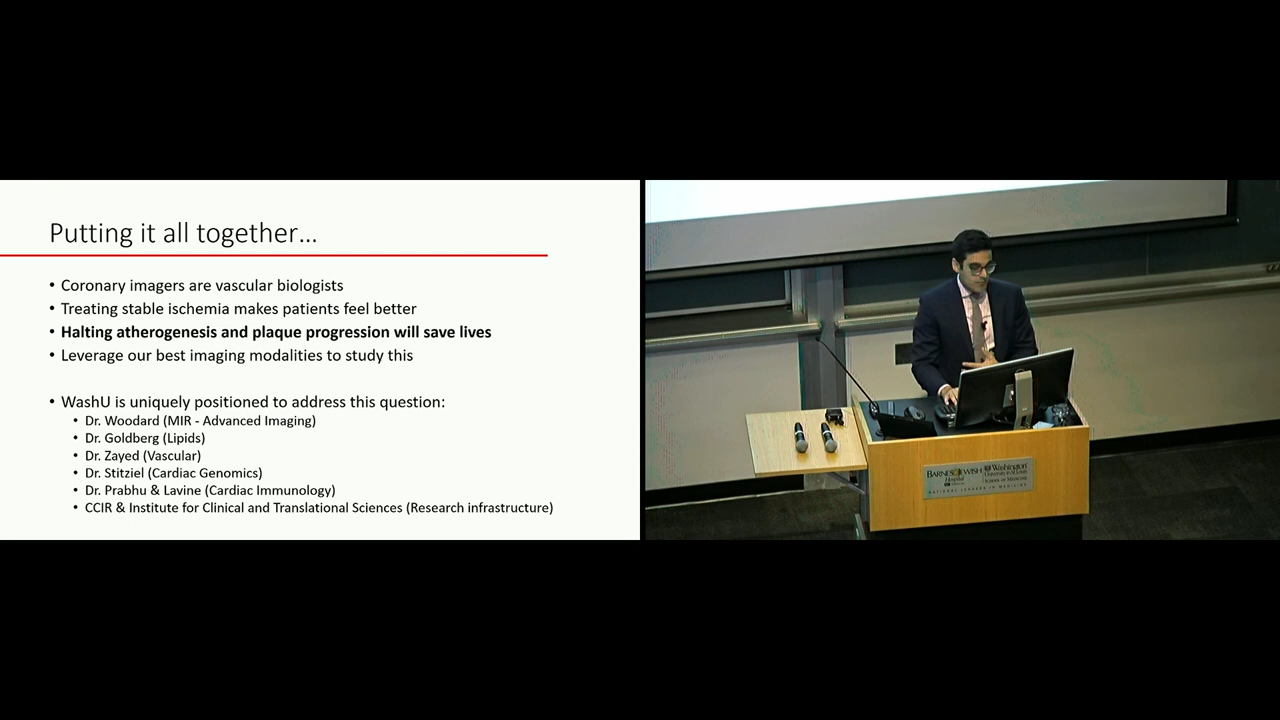 Putting it all together...
• Coronary imagers are vascular biologists
• Treating stable ischemia makes patients feel better
• Halting atherogenesis and plaque progression will save lives
• Leverage our best imaging modalities to study this
• WashU is uniquely positioned to address this question:
• Dr. Woodard (MIR - Advanced Imaging)
• Dr. Goldberg (Lipids)
• Dr. Zayed (Vascular)
• Dr. Stitziel (Cardiac Genomics)
• Dr. Prabhu & Lavine (Cardiac Immunology)
• CCIR & Institute for Clinical and Translational Sciences (Research infrastructure)
BARNES JEWISH
Hospital
Washington
University in St. Louis
School of Medicine
NATIONAL LEADERS IN MEDICINE